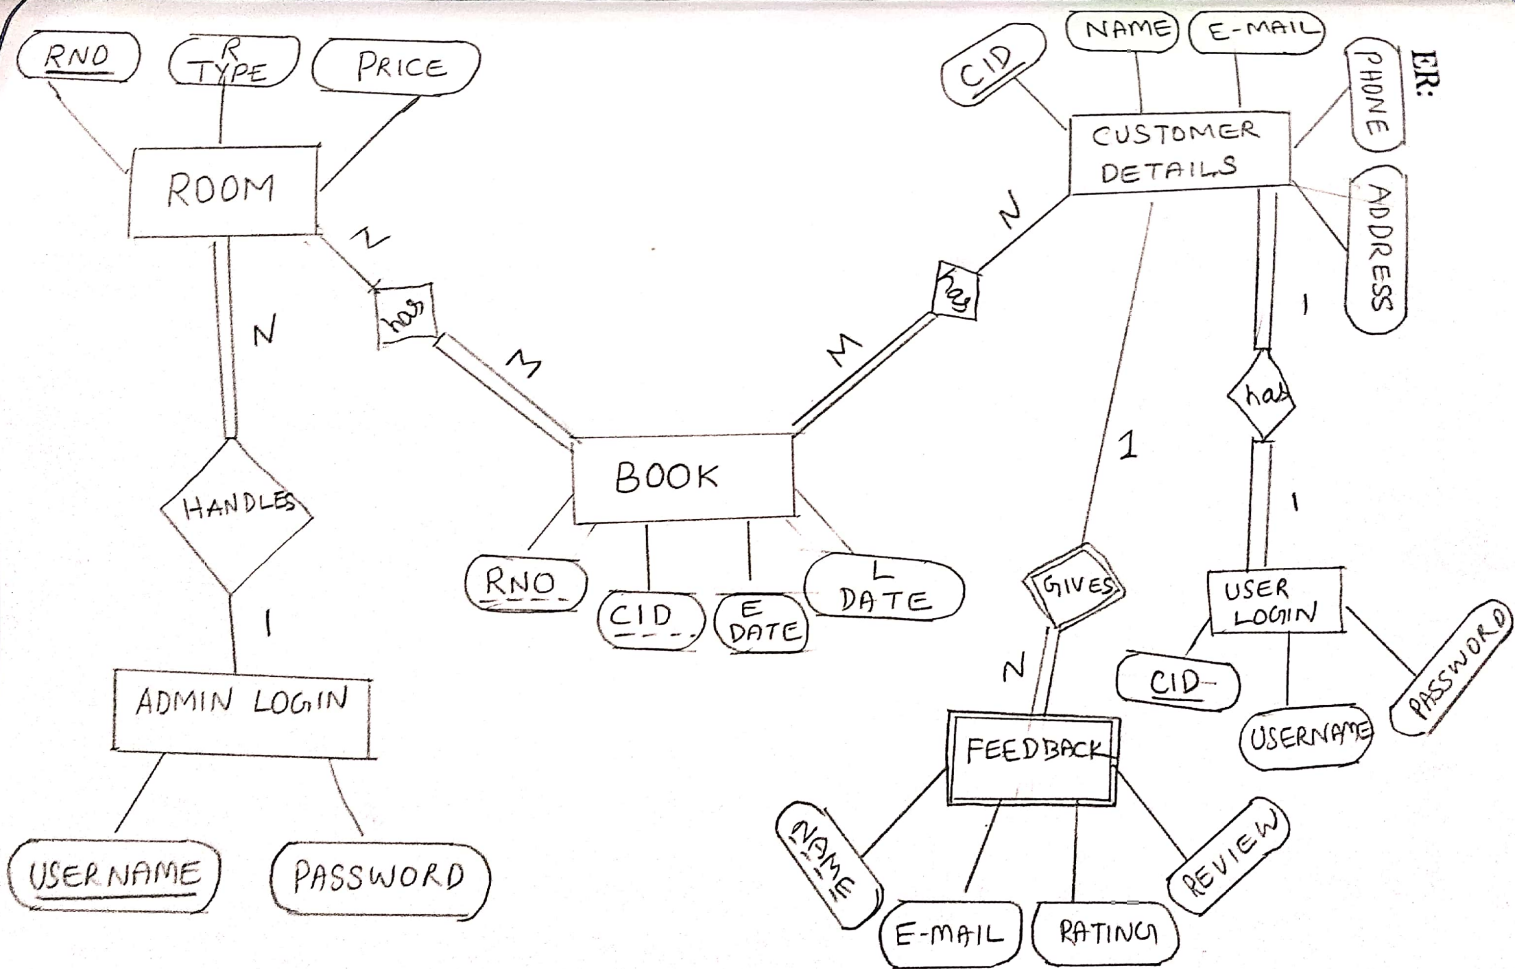 ER:
RNO
R
TYPE
PRICE
ROOM
CID
NAME
E-MAIL
PHONE
ADDRESS
CUSTOMER
DETAILS
N
has
M
N
has
M
N
HANDLES
1
ADMIN LOGIN
USERNAME
PASSWORD
BOOK
RNO
CID
E
DATE
L
DATE
1
GIVES
N
FEEDBACK
NAME
E-MAIL
RATING
REVIEW
1
has
1
USER
LOGIN
CID
USERNAME
PASSWORD